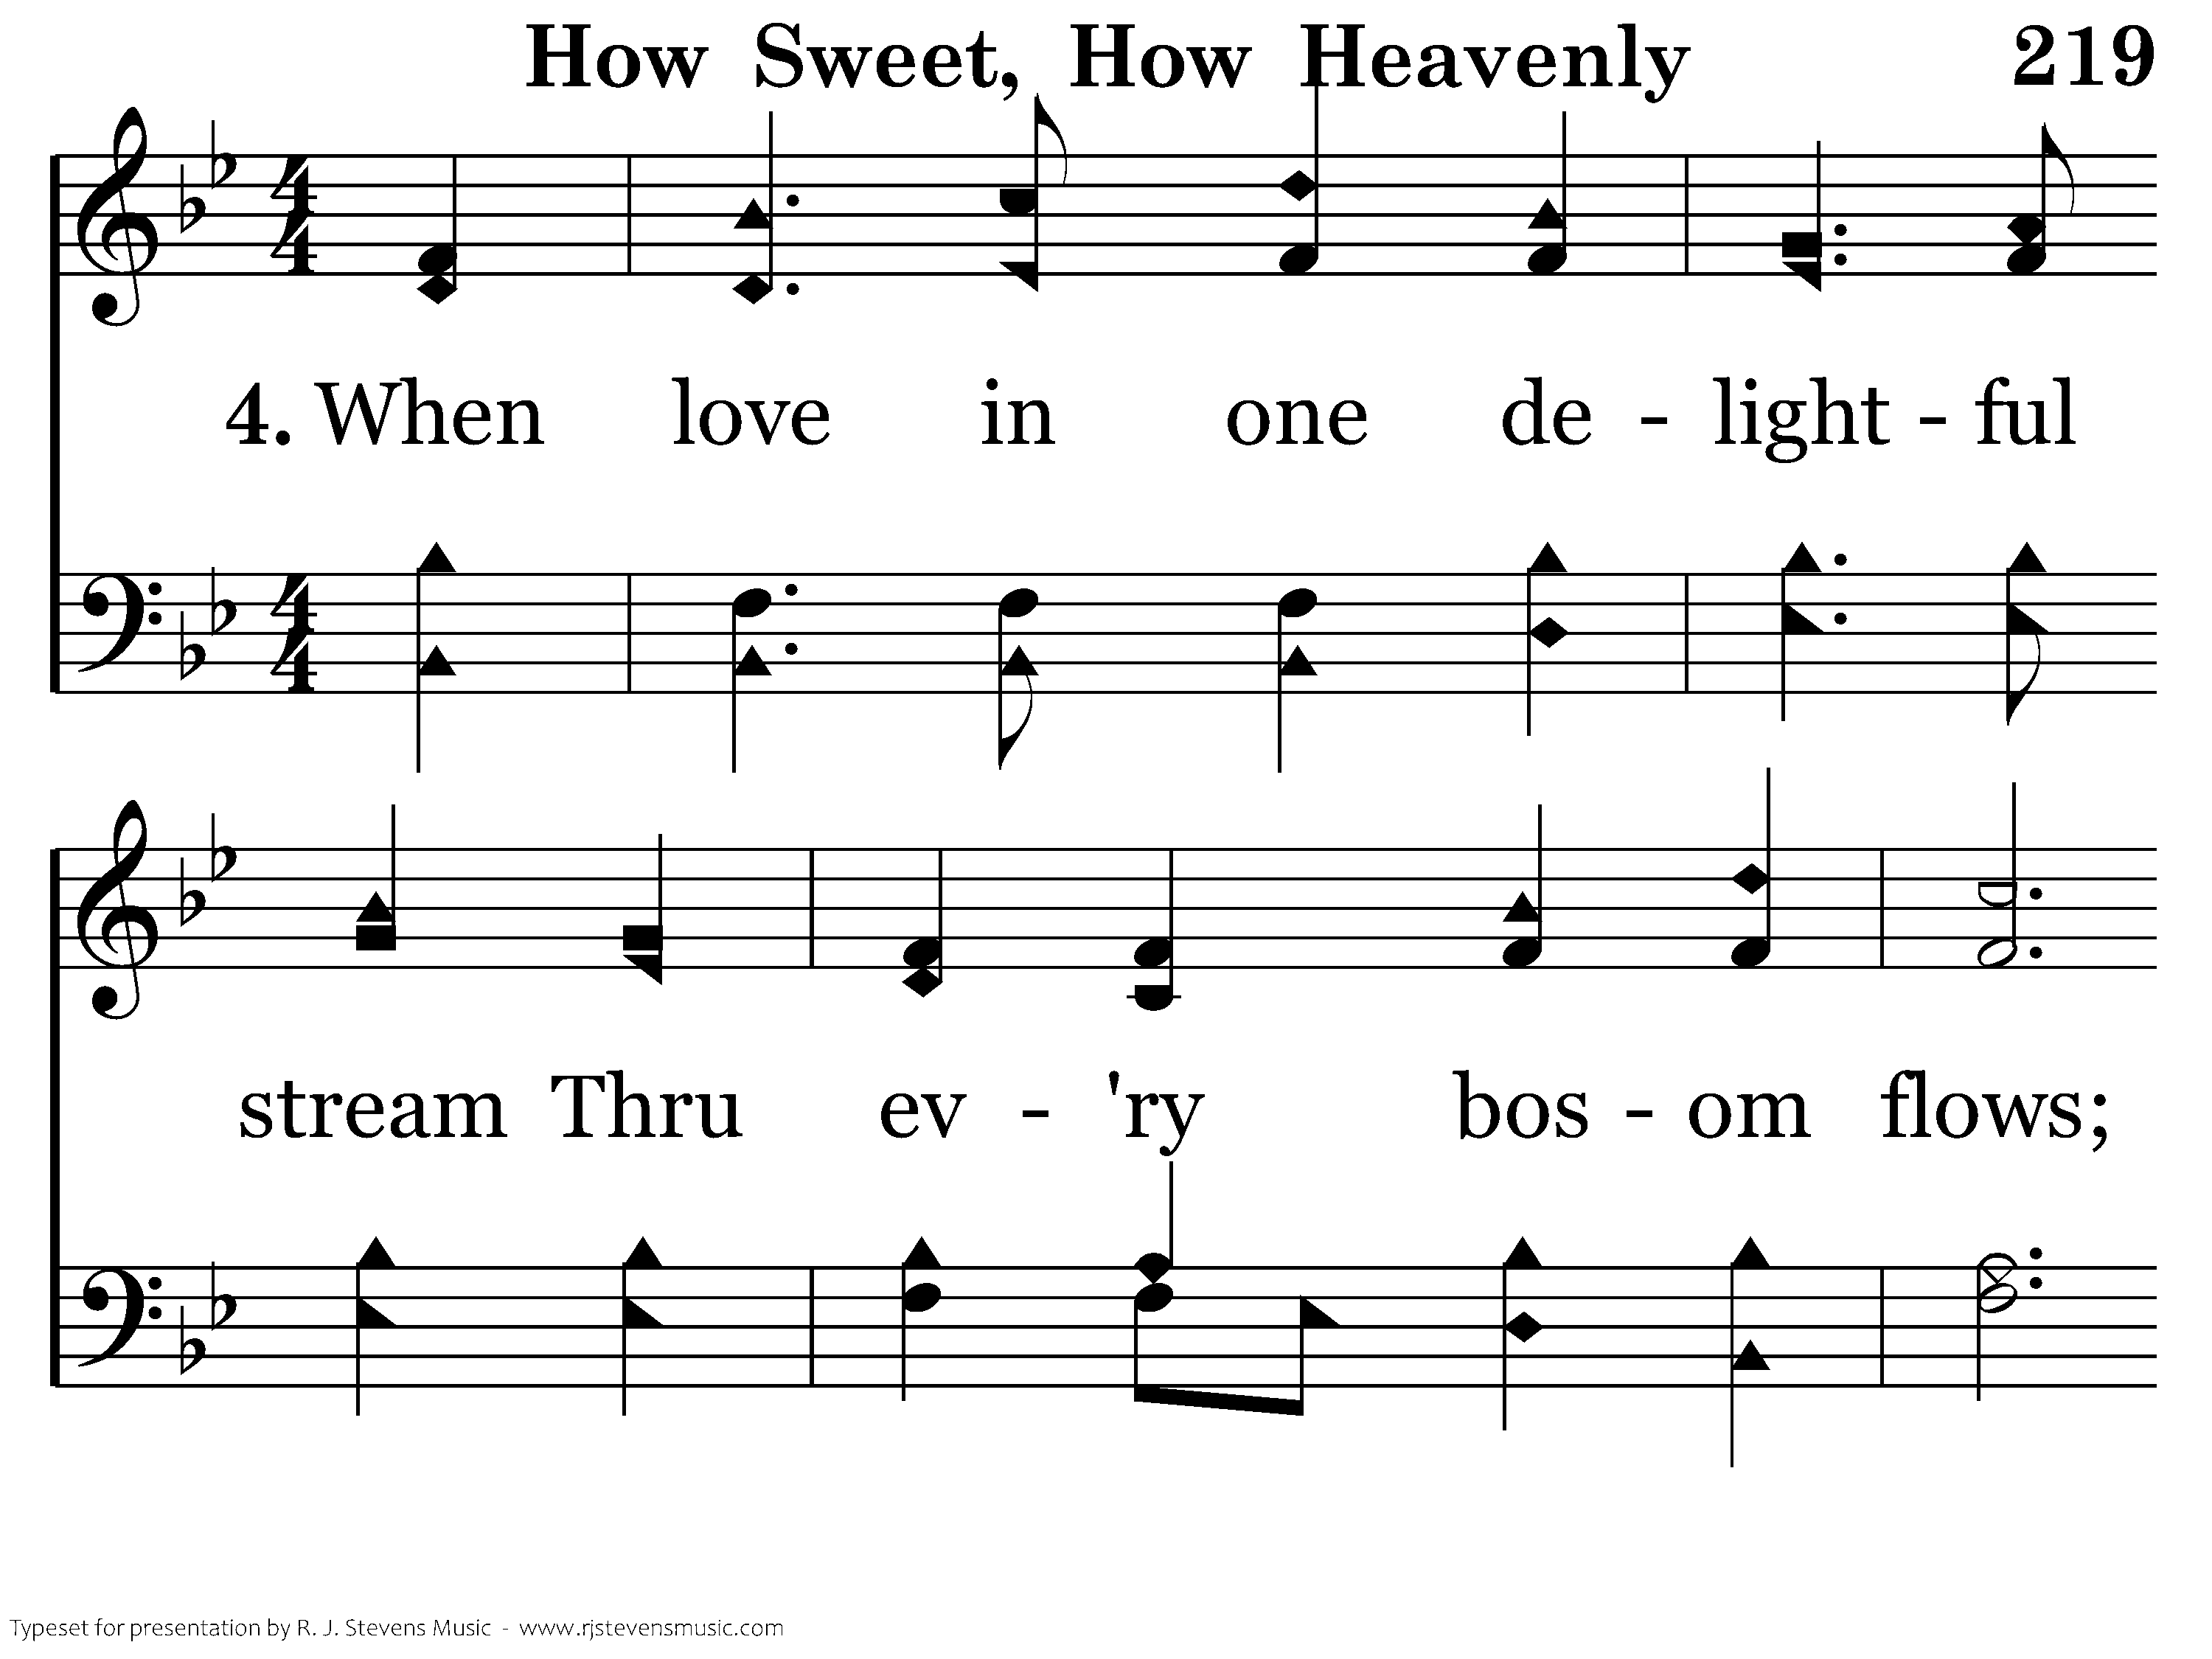 How Sweet, How Heavenly 219
4. When love in one de - light - ful
stream Thru ev - 'ry bos - om flows;
Typeset for presentation by R. J. Stevens Music - www.rjstevensmusic.com